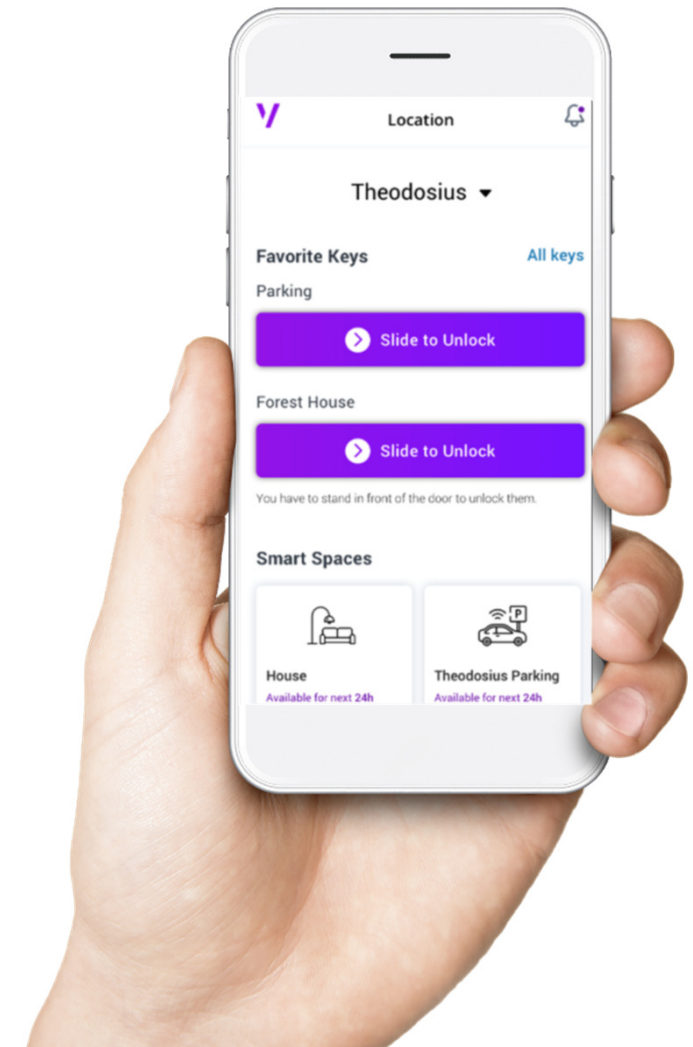 Location
Theodosius
Favorite Keys
All keys
Parking
Slide to Unlock
Forest House
Slide to Unlock
You have to stand in front of the door to unlock them.
Smart Spaces
P
House
Theodosius Parking
Available for next 24h
Available for next 24h